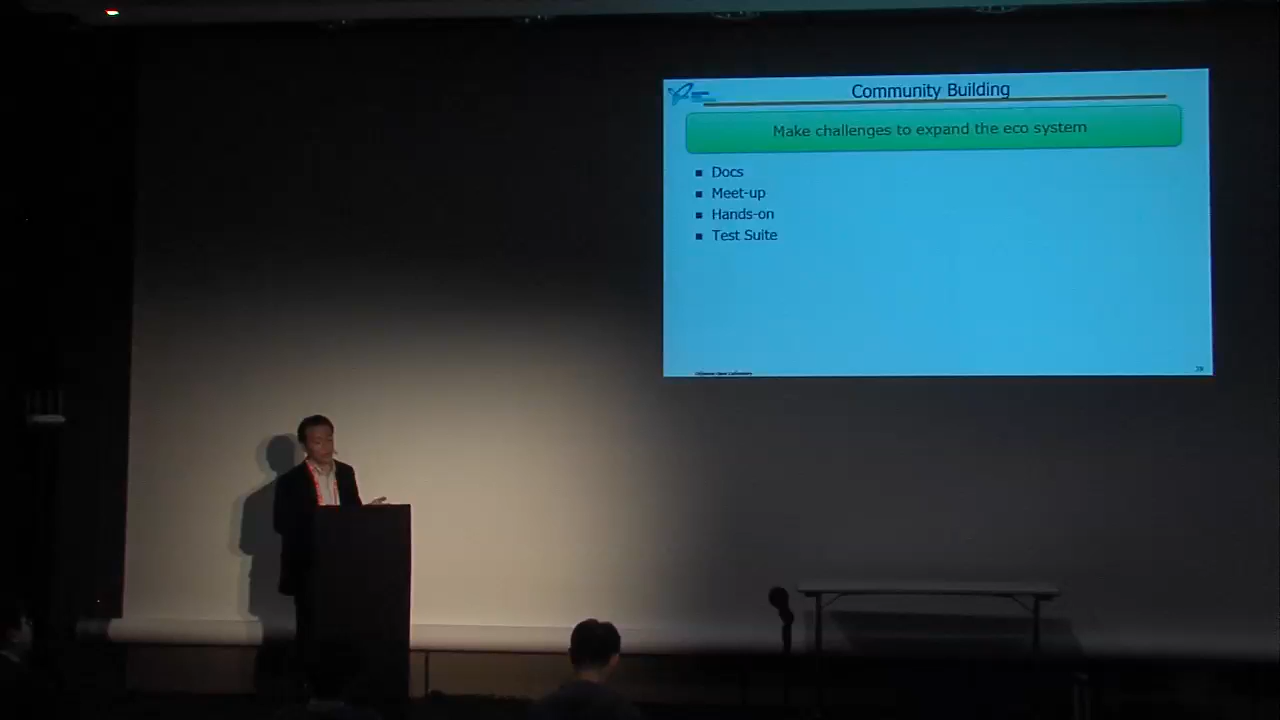 Community Building
Make challenges to expand the eco system
Docs
Meet-up
Hands-on
Test Suite